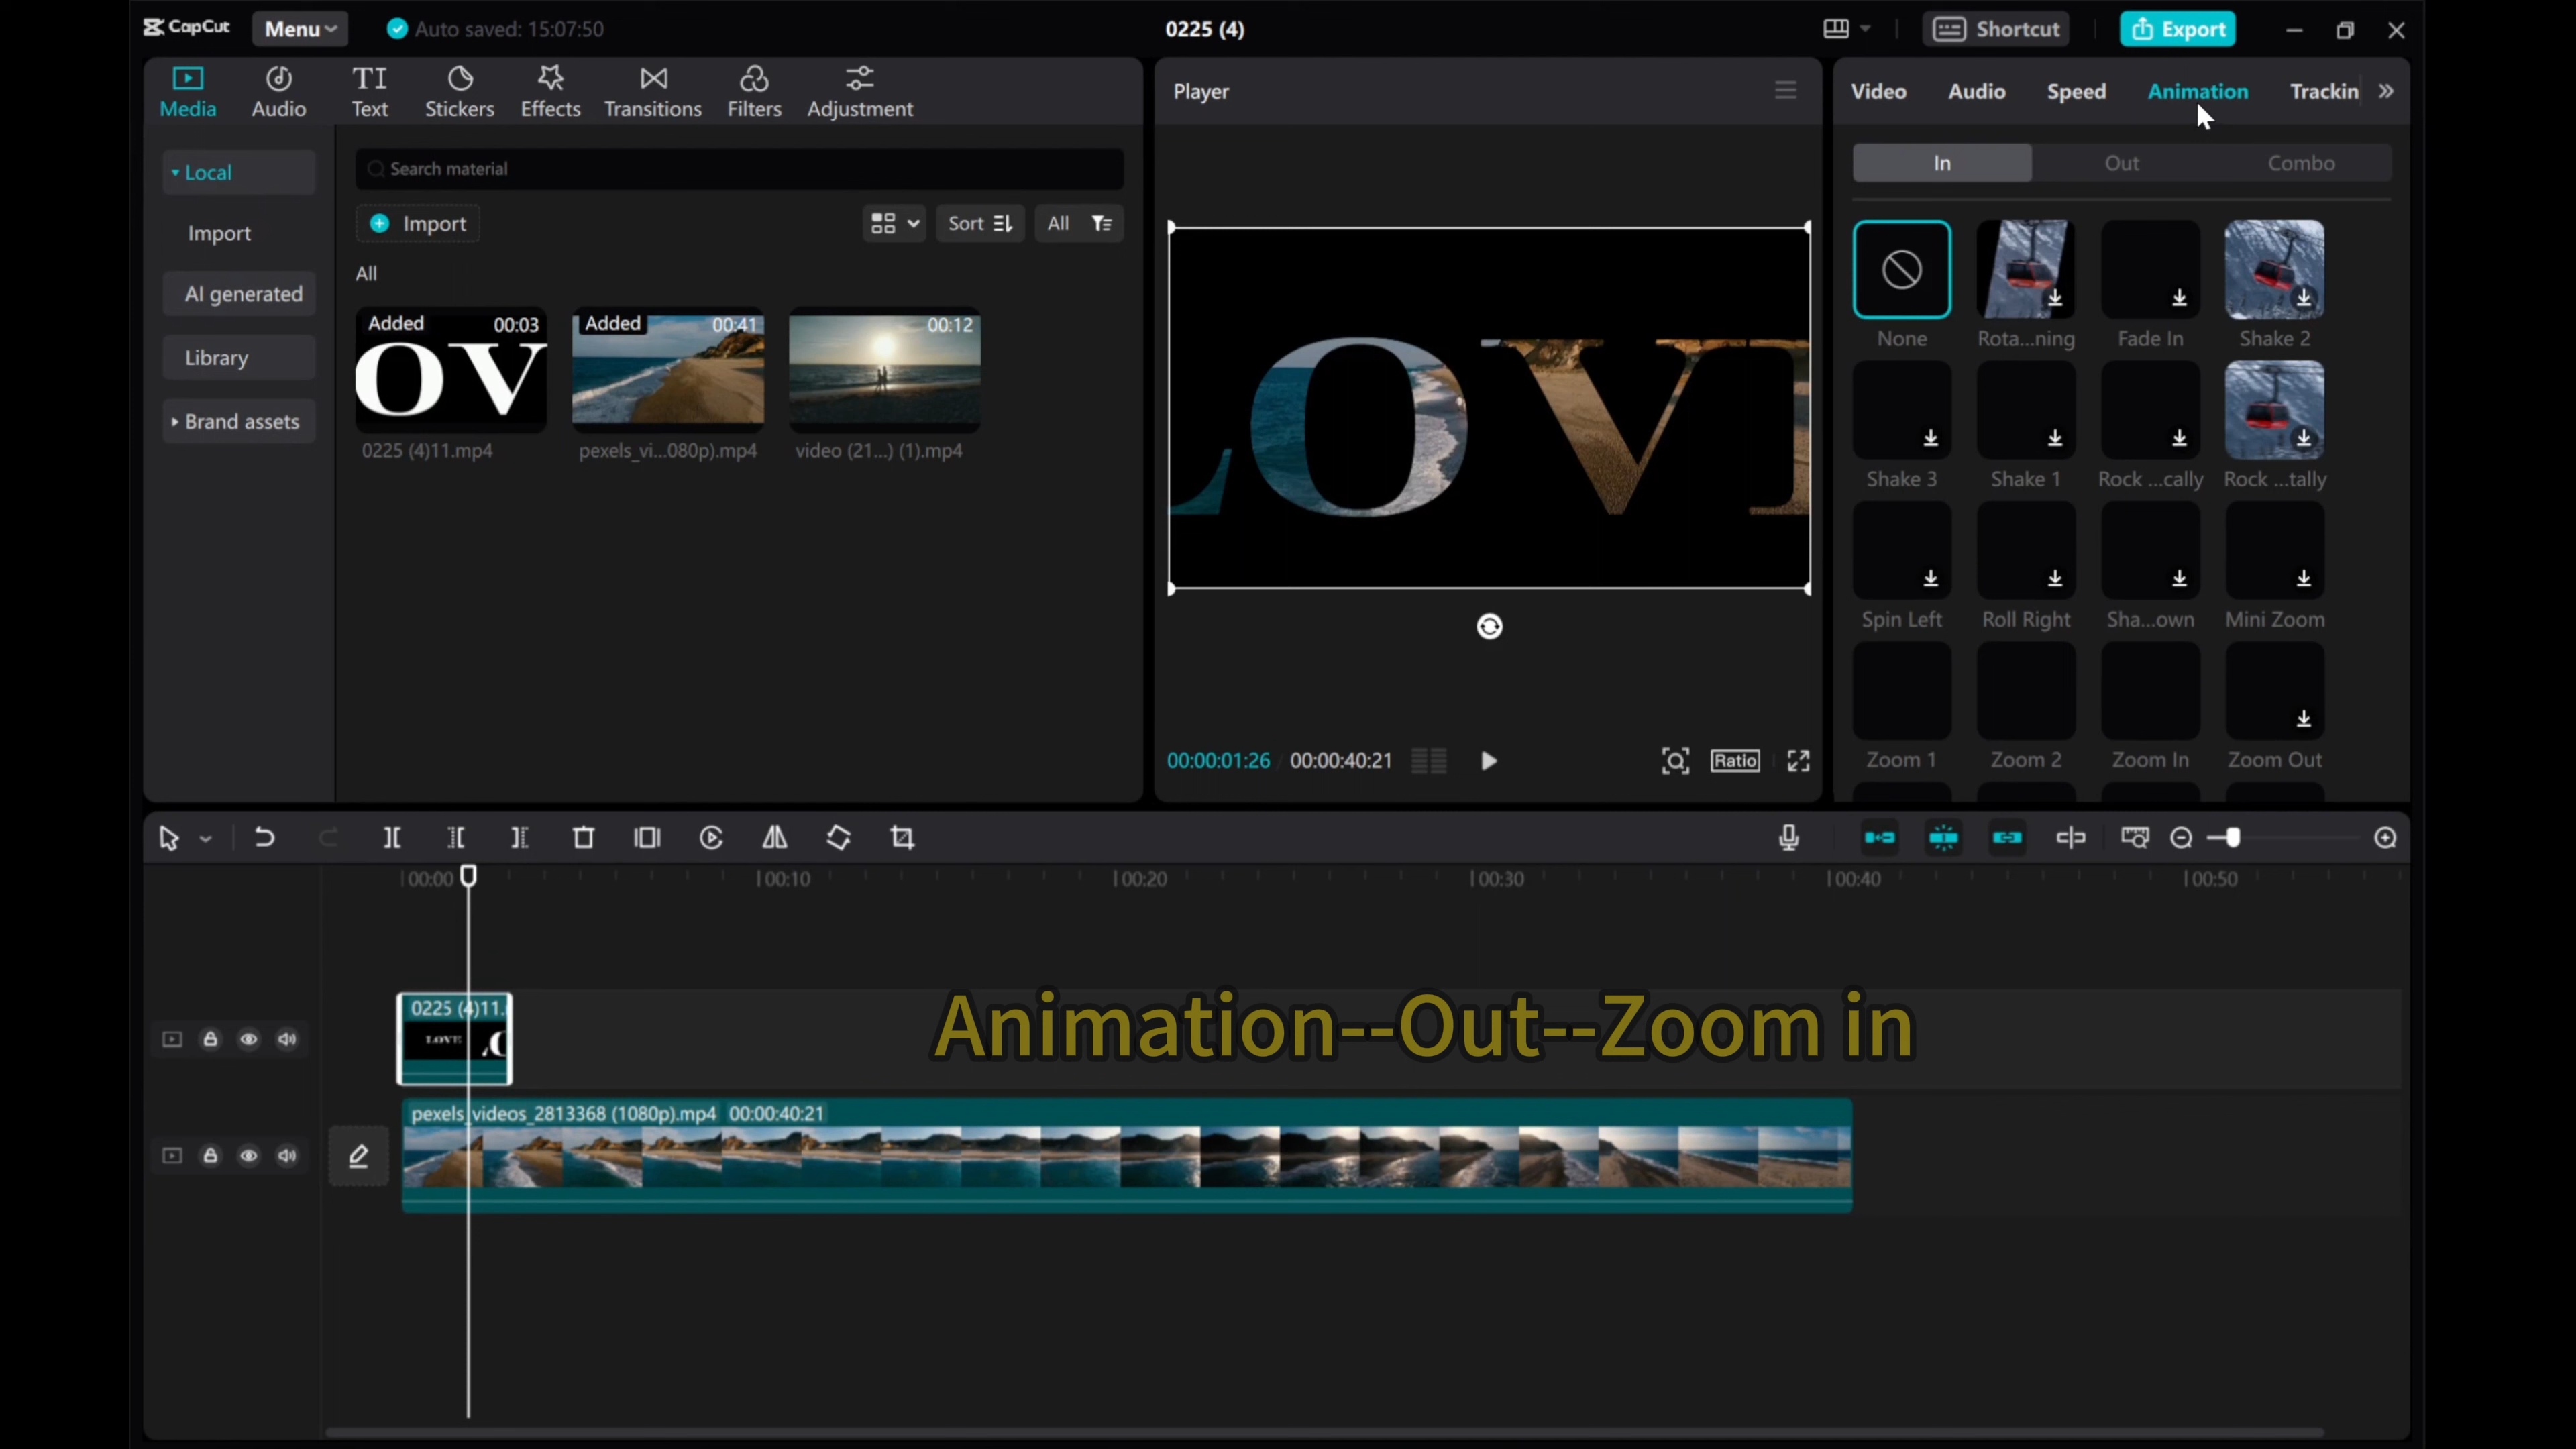 CapCut
Menu
Auto saved: 15:07:50
0225 (4)
Shortcut
Export
Media
Audio
Text
Stickers
Effects
Transitions
Filters
Adjustment
Local
Import
AI generated
Library
Brand assets
Search material
Import
Sort
All
All
Added
00:03
OV
0225 (4)11.mp4
Added
00:41
pexels_vi...080p).mp4
00:12
video (21...) (1).mp4
Player
LOVE
00:00:01:26
00:00:40:21
Ratio
Video
Audio
Speed
Animation
Trackin
In
Out
Combo
None
Rota...ning
Fade In
Shake 2
Shake 3
Shake 1
Rock ...cally
Rock ...tally
Spin Left
Roll Right
Sha...own
Mini Zoom
Zoom 1
Zoom 2
Zoom In
Zoom Out
00:00
00:10
00:20
00:30
00:40
00:50
0225 (4)11.
LOVE
Animation--Out--Zoom in
pexels_videos_2813368 (1080p).mp4 00:00:40:21